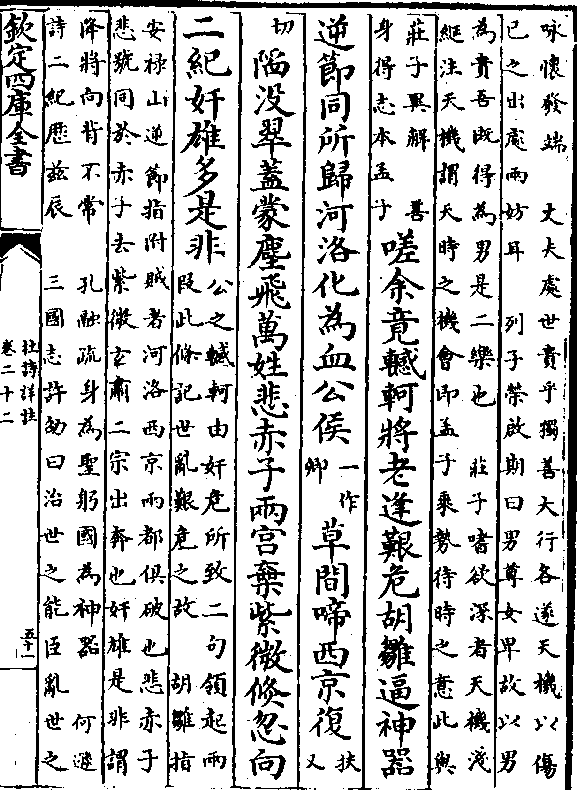 咏懷發端　丈夫處世貴乎獨善大行各遂天機以傷
已之出處兩妨耳　列子榮啟期曰男尊女卑故以男
為貴吾既得為男是二樂也　莊子嗜欲深者天機淺
經注天機謂天時之機會即孟子乘勢待時之意此與
莊子異解　善
身得志本孟子
嗟余竟轗軻將老逢艱危胡雛逼神器
逆節同所歸河洛化為血公侯一作卿草間啼西京復扶又
切陷没翠蓋蒙塵飛萬姓悲赤子兩宮棄紫微倏忽向
二紀奸雄多是非
公之轗軻由奸危所致二句領起兩
段此條記世亂艱危之故　胡雛指
安禄山逆節指附賊者河洛西京兩都俱破也悲赤子
悲號同於赤子去紫微玄肅二宗出奔也奸雄是非謂
降將向背不常　孔融疏身為聖躬國為神器　何遜
詩二紀歷兹辰　三國志許劭曰治世之能臣亂世之
欽定四庫全書
杜詩詳註
卷二十二
五十一